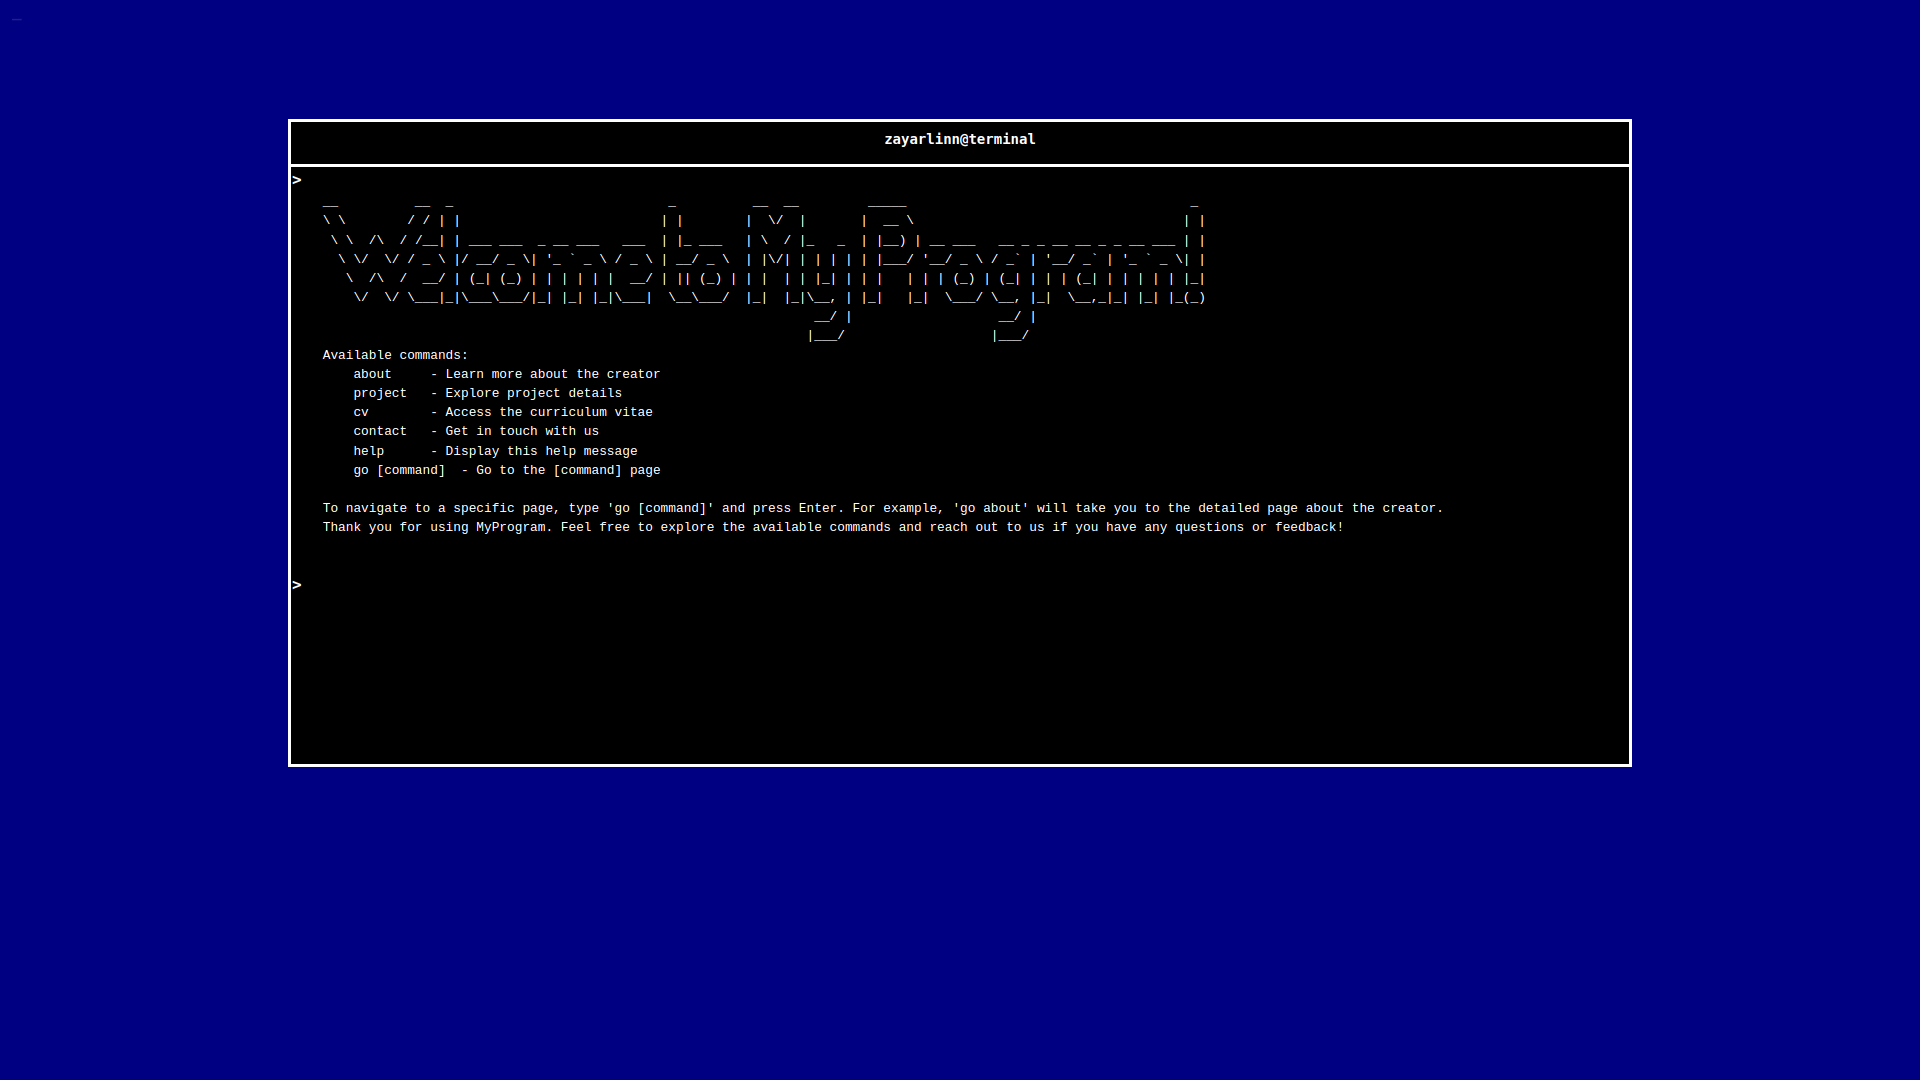 zayarlinn@terminal
>
Welcome to My Program!
Available commands:
about - Learn more about the creator
project - Explore project details
cv - Access the curriculum vitae
contact - Get in touch with us
help - Display this help message
go [command] - Go to the [command] page
To navigate to a specific page, type 'go [command]' and press Enter. For example, 'go about' will take you to the detailed page about the creator.
Thank you for using MyProgram. Feel free to explore the available commands and reach out to us if you have any questions or feedback!
>